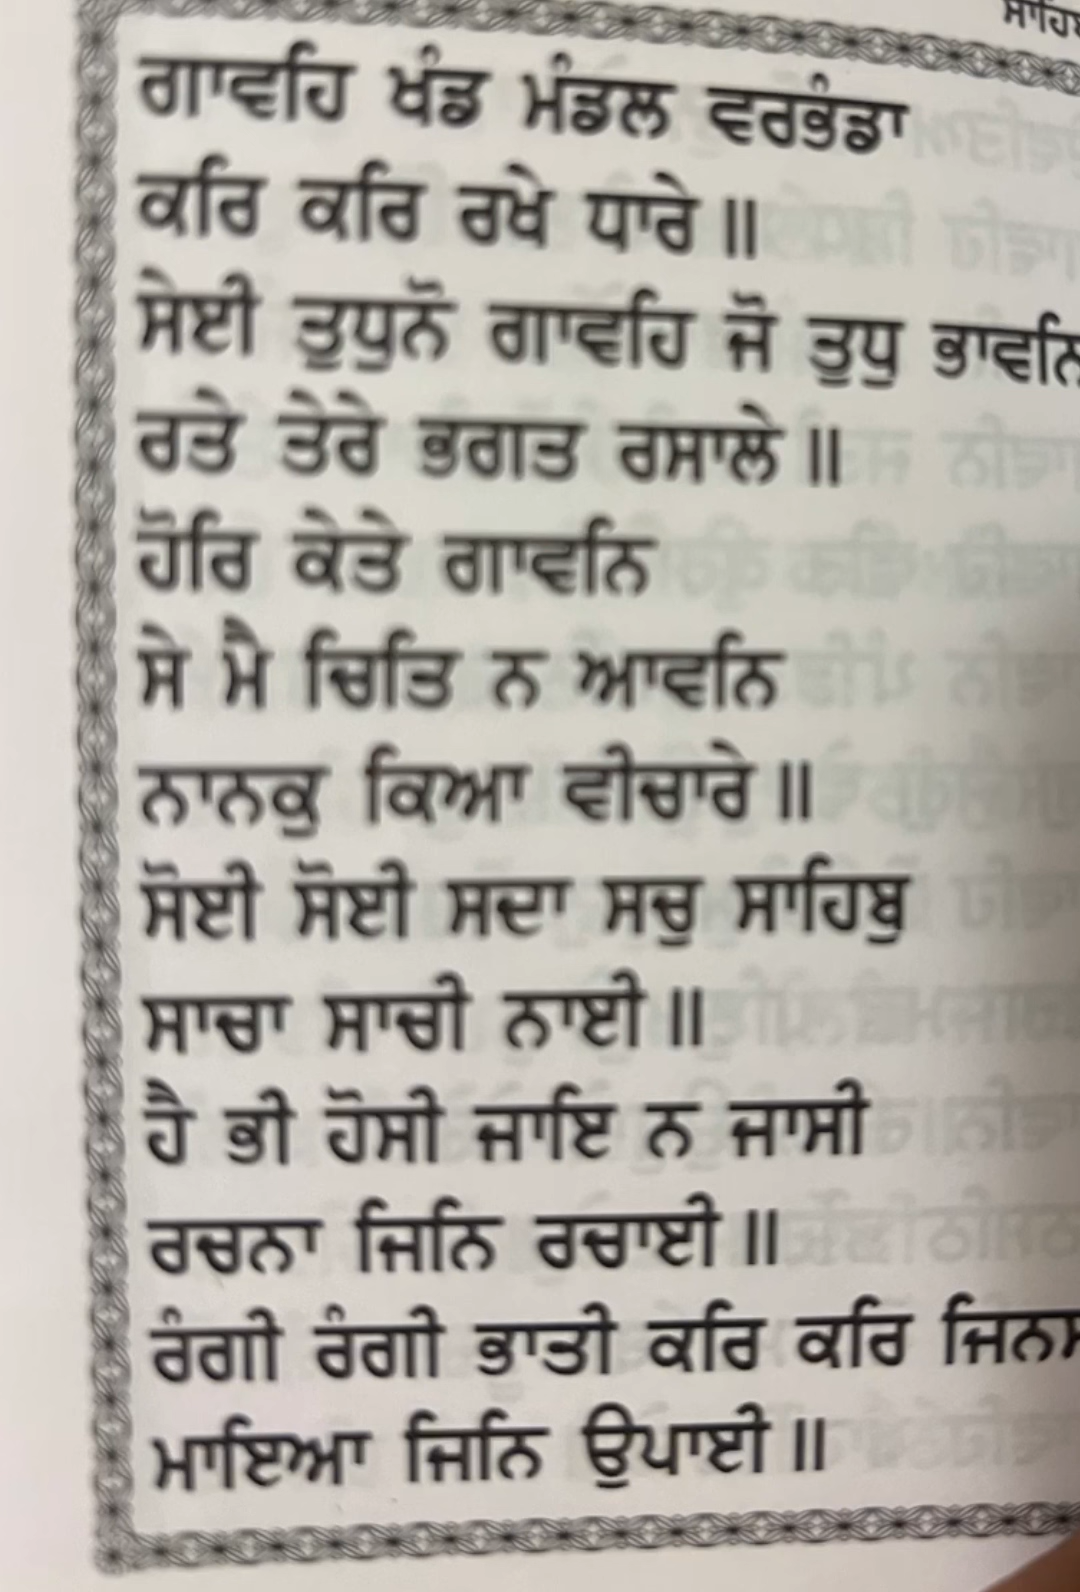 ਗਾਵਹਿ ਖੰਡ ਮੰਡਲ ਵਰਭੰਡਾ
ਕਰਿ ਕਰਿ ਰਖੇ ਧਾਰੇ ॥
ਸੇਈ ਤੁਧੁਨੋ ਗਾਵਹਿ ਜੋ ਤੁਧੁ ਭਾਵਨਿ
ਰਤੇ ਤੇਰੇ ਭਗਤ ਰਸਾਲੇ ॥
ਹੋਰਿ ਕੇਤੇ ਗਾਵਨਿ
ਸੇ ਮੈ ਚਿਤਿ ਨ ਆਵਨਿ
ਨਾਨਕੁ ਕਿਆ ਵੀਚਾਰੇ ॥
ਸੋਈ ਸੋਈ ਸਦਾ ਸਚੁ ਸਾਹਿਬੁ
ਸਾਚਾ ਸਾਚੀ ਨਾਈ ॥
ਹੈ ਭੀ ਹੋਸੀ ਜਾਇ ਨ ਜਾਸੀ
ਰਚਨਾ ਜਿਨਿ ਰਚਾਈ ॥
ਰੰਗੀ ਰੰਗੀ ਭਾਤੀ ਕਰਿ ਕਰਿ
ਮਾਇਆ ਜਿਨਿ ਉਪਾਈ ॥